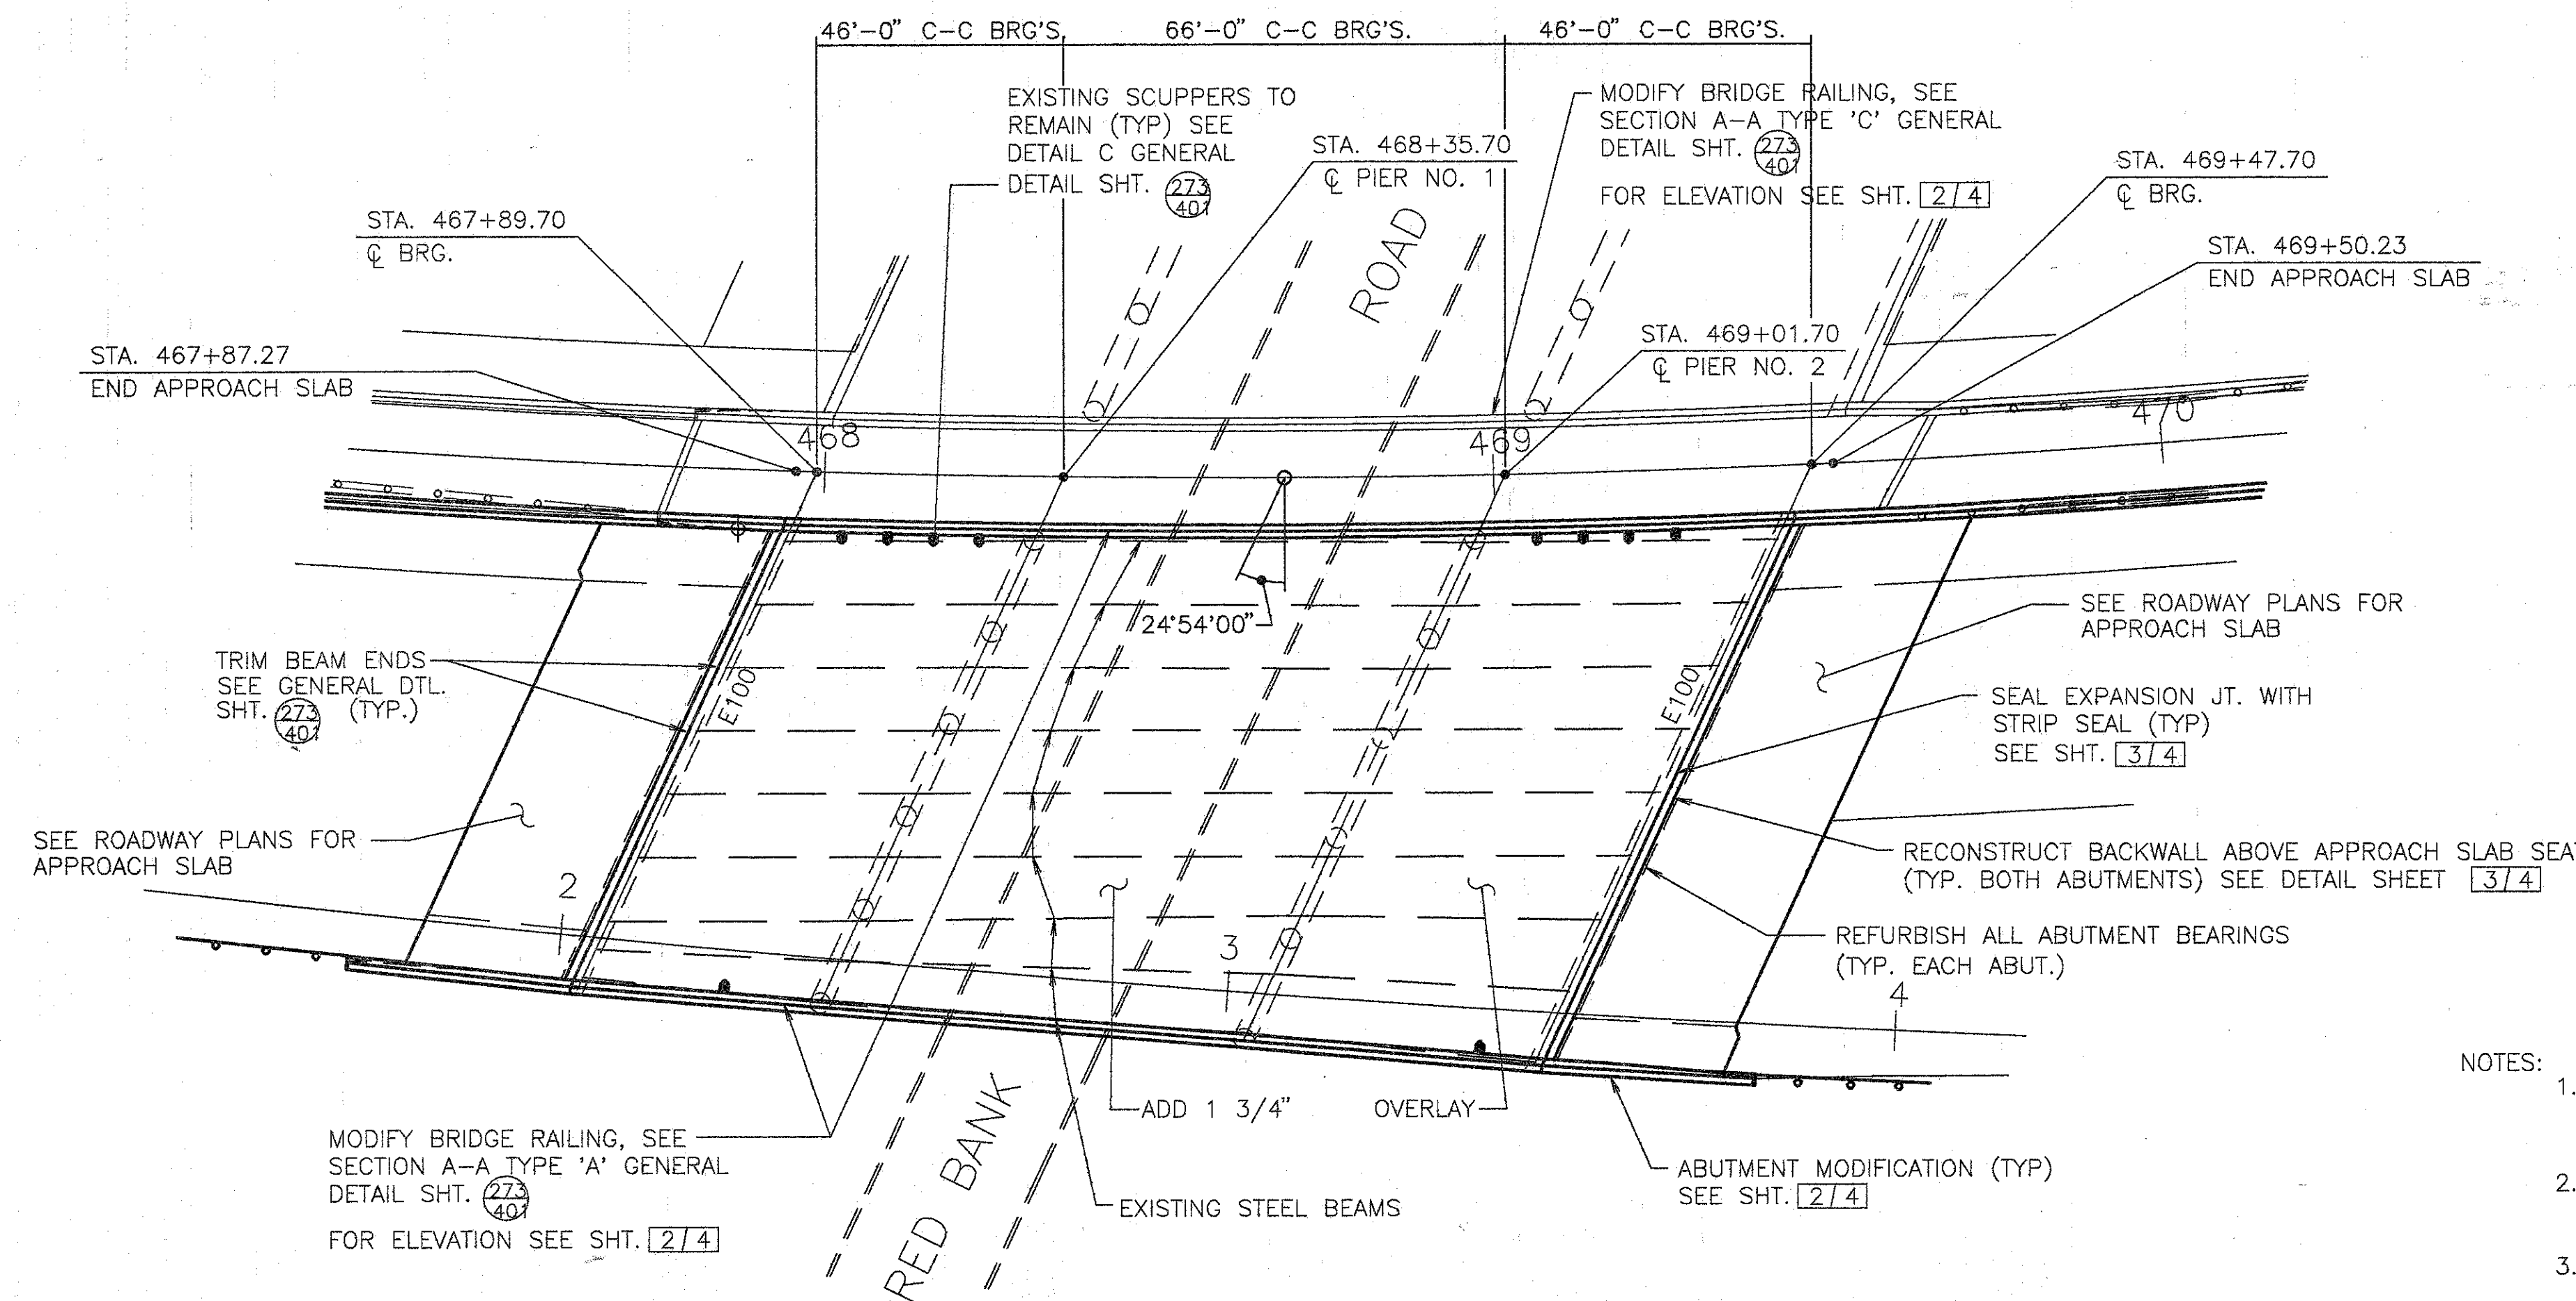 46'-0" C-C BRG'S.
66'-0" C-C BRG'S.
46'-0" C-C BRG'S.
EXISTING SCUPPERS TO
REMAIN (TYP) SEE
DETAIL C GENERAL
DETAIL SHT. 273
401
MODIFY BRIDGE RAILING, SEE
SECTION A-A TYPE 'C' GENERAL
DETAIL SHT. 273
401
FOR ELEVATION SEE SHT. 2/4
STA. 468+35.70
℄ PIER NO. 1
STA. 469+47.70
℄ BRG.
STA. 467+89.70
℄ BRG.
STA. 469+50.23
END APPROACH SLAB
ROAD
STA. 469+01.70
℄ PIER NO. 2
STA. 467+87.27
END APPROACH SLAB
468
469
470
24°54'00"
SEE ROADWAY PLANS FOR
APPROACH SLAB
TRIM BEAM ENDS
SEE GENERAL DTL.
SHT. 273 (TYP.)
401
E100
E100
SEAL EXPANSION JT. WITH
STRIP SEAL (TYP)
SEE SHT. 3/4
SEE ROADWAY PLANS FOR
APPROACH SLAB
RECONSTRUCT BACKWALL ABOVE APPROACH SLAB SEAT
(TYP. BOTH ABUTMENTS) SEE DETAIL SHEET 3/4
2
3
REFURBISH ALL ABUTMENT BEARINGS
(TYP. EACH ABUT.)
4
NOTES:
1.
2.
3.
ADD 1 3/4"
OVERLAY
MODIFY BRIDGE RAILING, SEE
SECTION A-A TYPE 'A' GENERAL
DETAIL SHT. 273
401
FOR ELEVATION SEE SHT. 2/4
RED BANK
EXISTING STEEL BEAMS
ABUTMENT MODIFICATION (TYP)
SEE SHT. 2/4